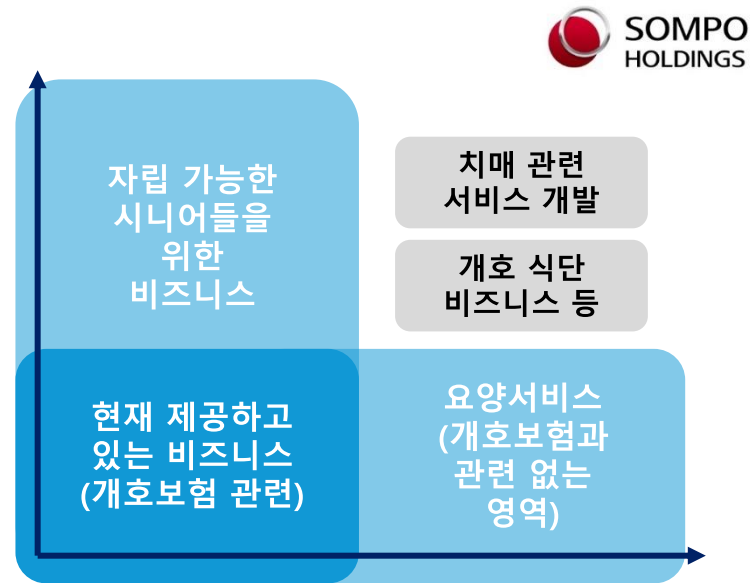 SOMPO
HOLDINGS
자립 가능한
시니어들을
위한
비즈니스
치매 관련
서비스 개발
개호 식단
비즈니스 등
현재 제공하고
있는 비즈니스
(개호보험 관련)
요양서비스
(개호보험과
관련 없는
영역)